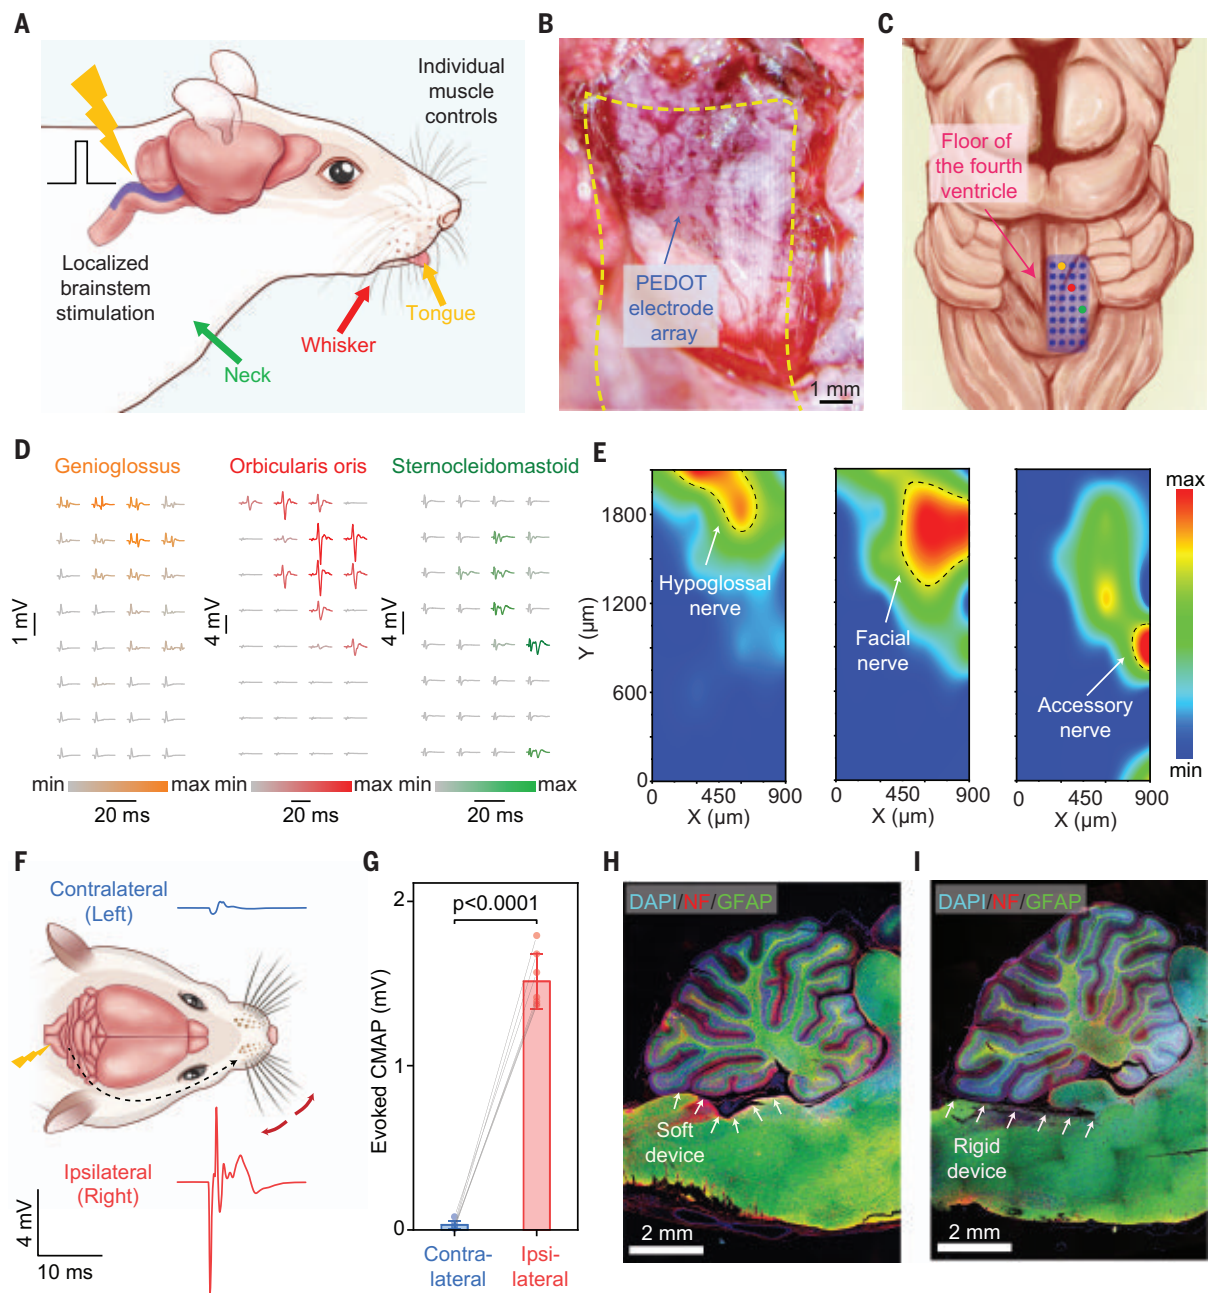 A
Individual
muscle
controls
Localized
brainstem
stimulation
Tongue
Whisker
Neck
B
PEDOT
electrode
array
1 mm
C
Floor of
the fourth
ventricle
D
Genioglossus
Orbicularis oris
Sternocleidomastoid
1 mV
4 mV
4 mV
min max
min max
min max
20 ms
20 ms
20 ms
E
Y (µm)
1800
1200
600
0
Hypoglossal
nerve
Facial
nerve
Accessory
nerve
max
min
0 450 900
0 450 900
0 450 900
X (µm)
X (µm)
X (µm)
F
Contralateral
(Left)
Ipsilateral
(Right)
4 mV
10 ms
G
Evoked CMAP (mV)
2
1
0
p<0.0001
Contra-
lateral
Ipsi-
lateral
H
DAPI/NF/GFAP
Soft
device
2 mm
I
DAPI/NF/GFAP
Rigid
device
2 mm